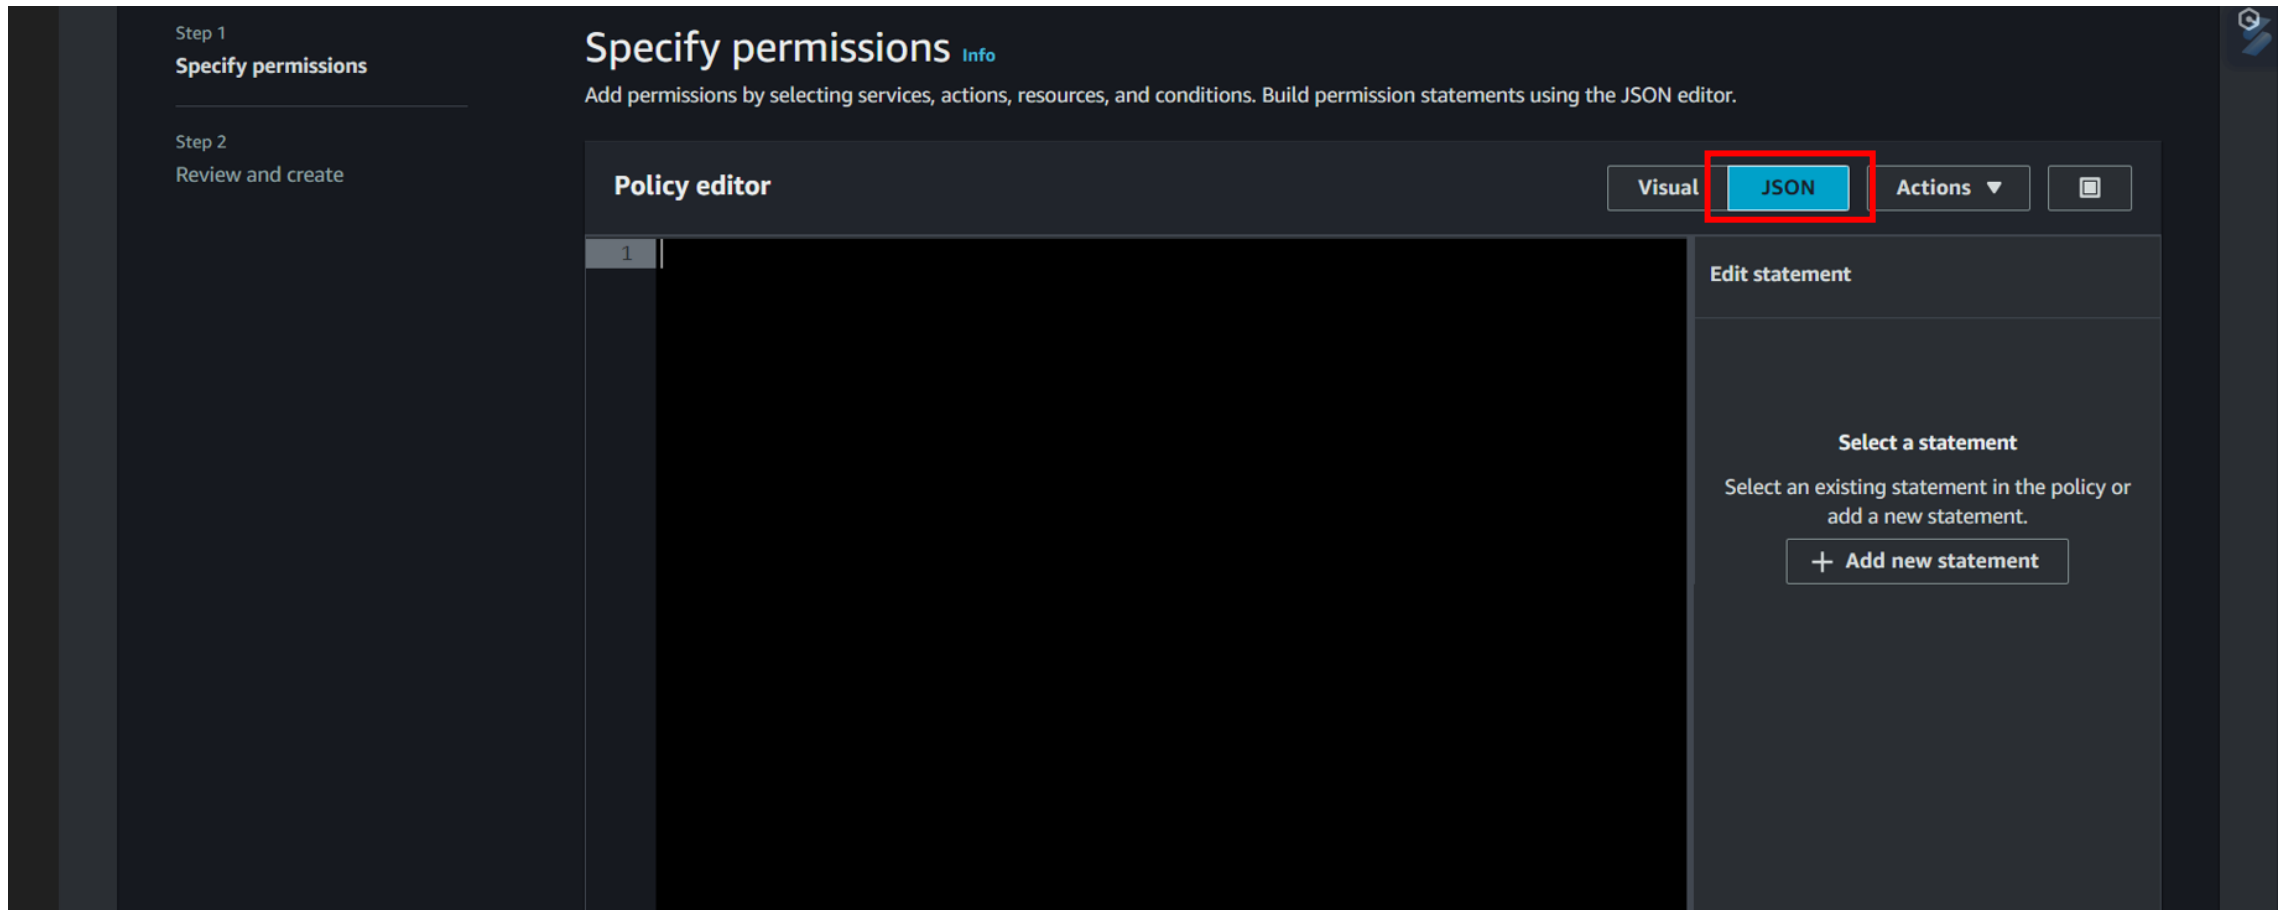 Step 1
Specify permissions
Step 2
Review and create
Specify permissions Info
Add permissions by selecting services, actions, resources, and conditions. Build permission statements using the JSON editor.
Policy editor
Visual JSON Actions
1
Edit statement
Select a statement
Select an existing statement in the policy or
add a new statement.
+ Add new statement